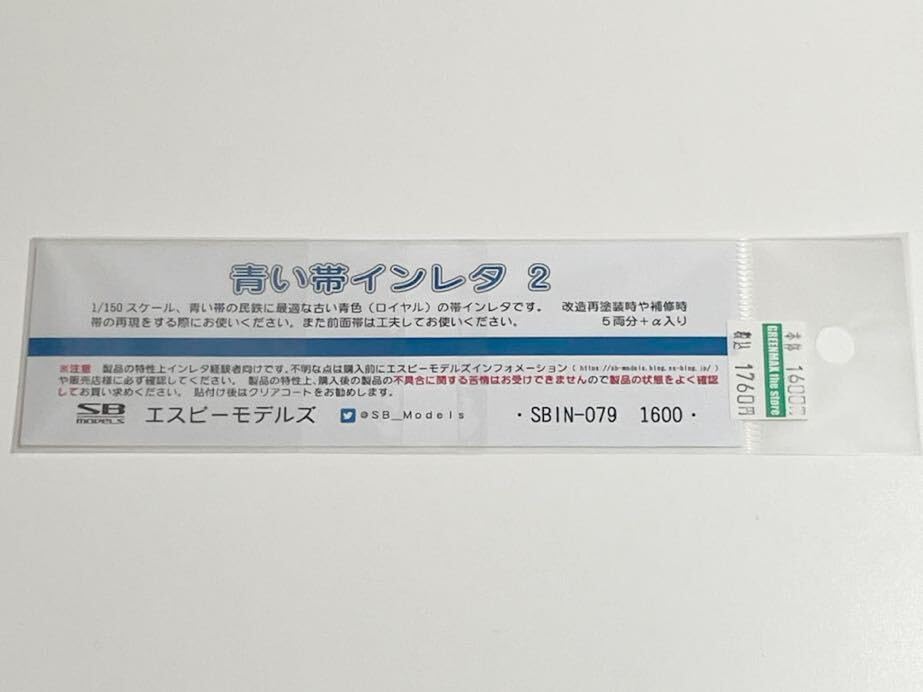 青い帯インレタ 2
1/150 スケール、青い帯の民鉄に最適な古い青色（ロイヤル）の帯インレタです。 改造再塗装時や補修時
帯の再現をする際にお使いください。また前面帯は工夫してお使いください。 ５両分＋α入り
※注意 製品の特性上インレタ経験者向けです。不明な点は購入前にエスピーモデルズインフォメーション（https://sb-models.blog.ss-blog.jp/）
や販売店様に必ず確認してください。 製品の特性上、購入後の製品の不具合に関する苦情はお受けできませんので製品の状態をよく確認
してお買い求めください。 貼付け後はクリアコートをお勧めします。
SB MODELS エスピーモデルズ @SB_Models ・SBIN-079 1600・
本体 1600円
GREENMAX the store
税込 1760円